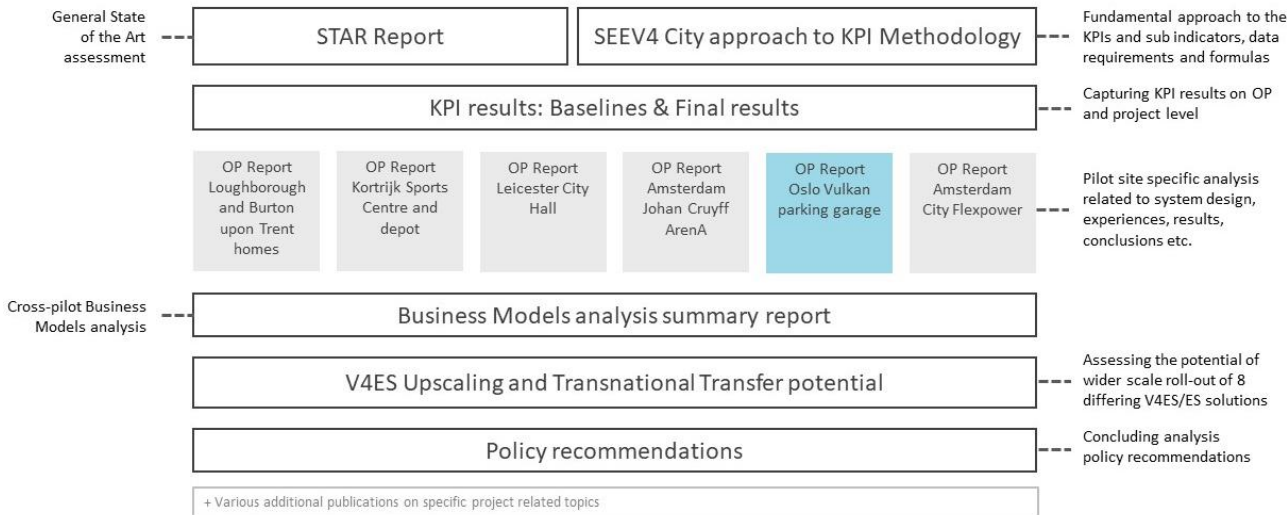 General State
of the Art
assessment
STAR Report
SEEV4 City approach to KPI Methodology
Fundamental approach to the
KPIs and sub indicators, data
requirements and formulas
KPI results: Baselines & Final results
Capturing KPI results on OP
and project level
OP Report
Loughborough
and Burton
upon Trent
homes
OP Report
Kortrijk Sports
Centre and
depot
OP Report
Leicester City
Hall
OP Report
Amsterdam
Johan Cruyff
ArenA
OP Report
Oslo Vulkan
parking garage
OP Report
Amsterdam
City Flexpower
Pilot site specific analysis
related to system design,
experiences, results,
conclusions etc.
Cross-pilot Business
Models analysis
Business Models analysis summary report
V4ES Upscaling and Transnational Transfer potential
Assessing the potential of
wider scale roll-out of 8
differing V4ES/ES solutions
Policy recommendations
Concluding analysis
policy recommendations
+ Various additional publications on specific project related topics